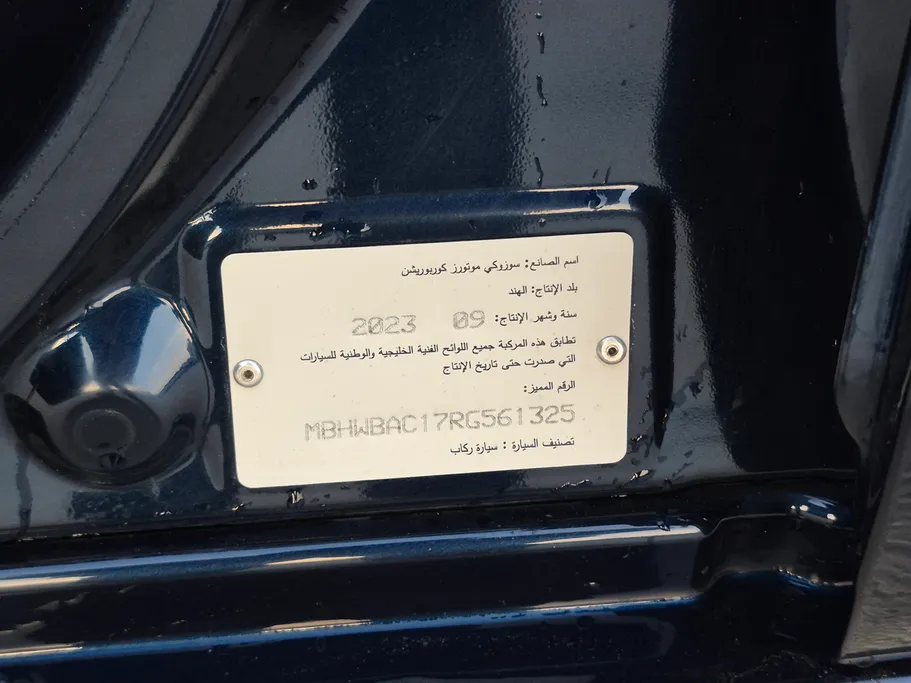 اسم الصانع: سوزوكي موتورز كوربوريشن
بلد الإنتاج: الهند
سنة وشهر الإنتاج: 09 2023
تطابق هذه المركبة جميع اللوائح الفنية الخليجية والوطنية للسيارات
التي صدرت حتى تاريخ الإنتاج
الرقم المميز:
MBHWBAC17RG561325
تصنيف السيارة : سيارة ركاب